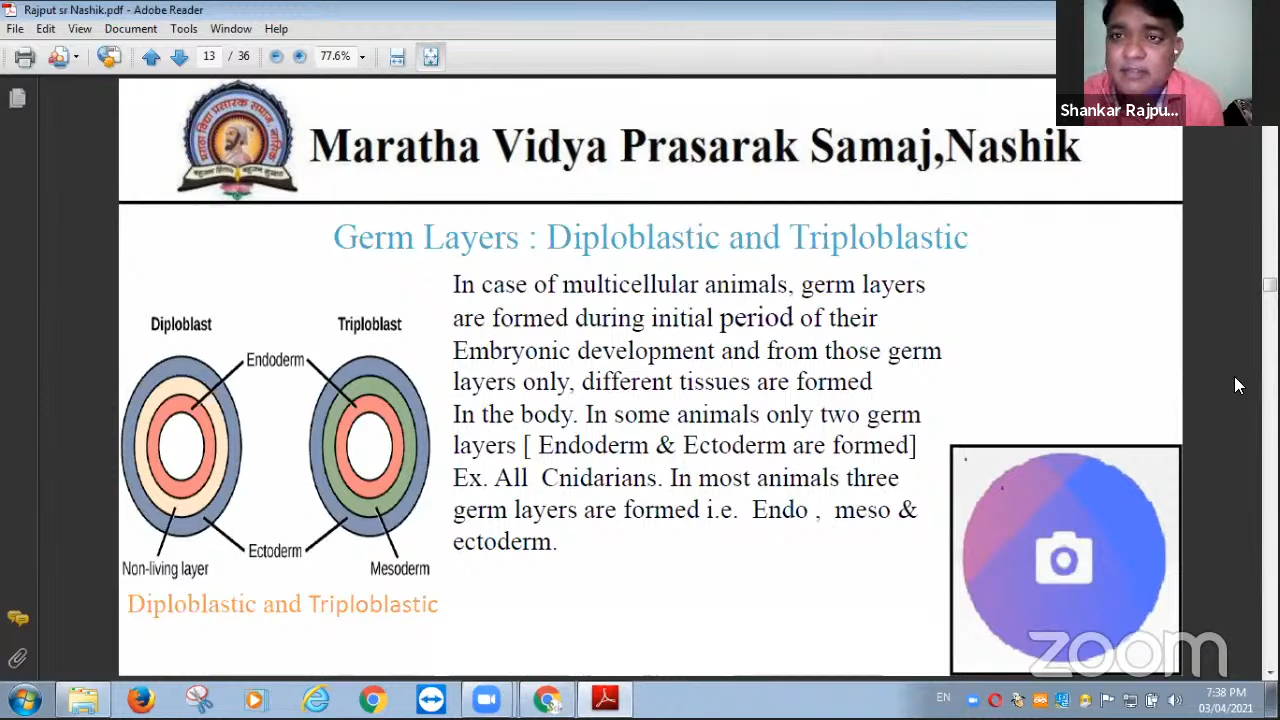 Rajput sr Nashik.pdf - Adobe Reader
File Edit View Document Tools Window Help
13 / 36 77.6%
Shankar Rajpu...
Maratha Vidya Prasarak Samaj,Nashik
Germ Layers : Diploblastic and Triploblastic
In case of multicellular animals, germ layers
are formed during initial period of their
Embryonic development and from those germ
layers only, different tissues are formed
In the body. In some animals only two germ
layers [ Endoderm & Ectoderm are formed]
Ex. All Cnidarians. In most animals three
germ layers are formed i.e. Endo , meso &
ectoderm.
Diploblast
Triploblast
Endoderm
Ectoderm
Non-living layer
Mesoderm
Diploblastic and Triploblastic
zoom
EN
7:38 PM
03/04/2021